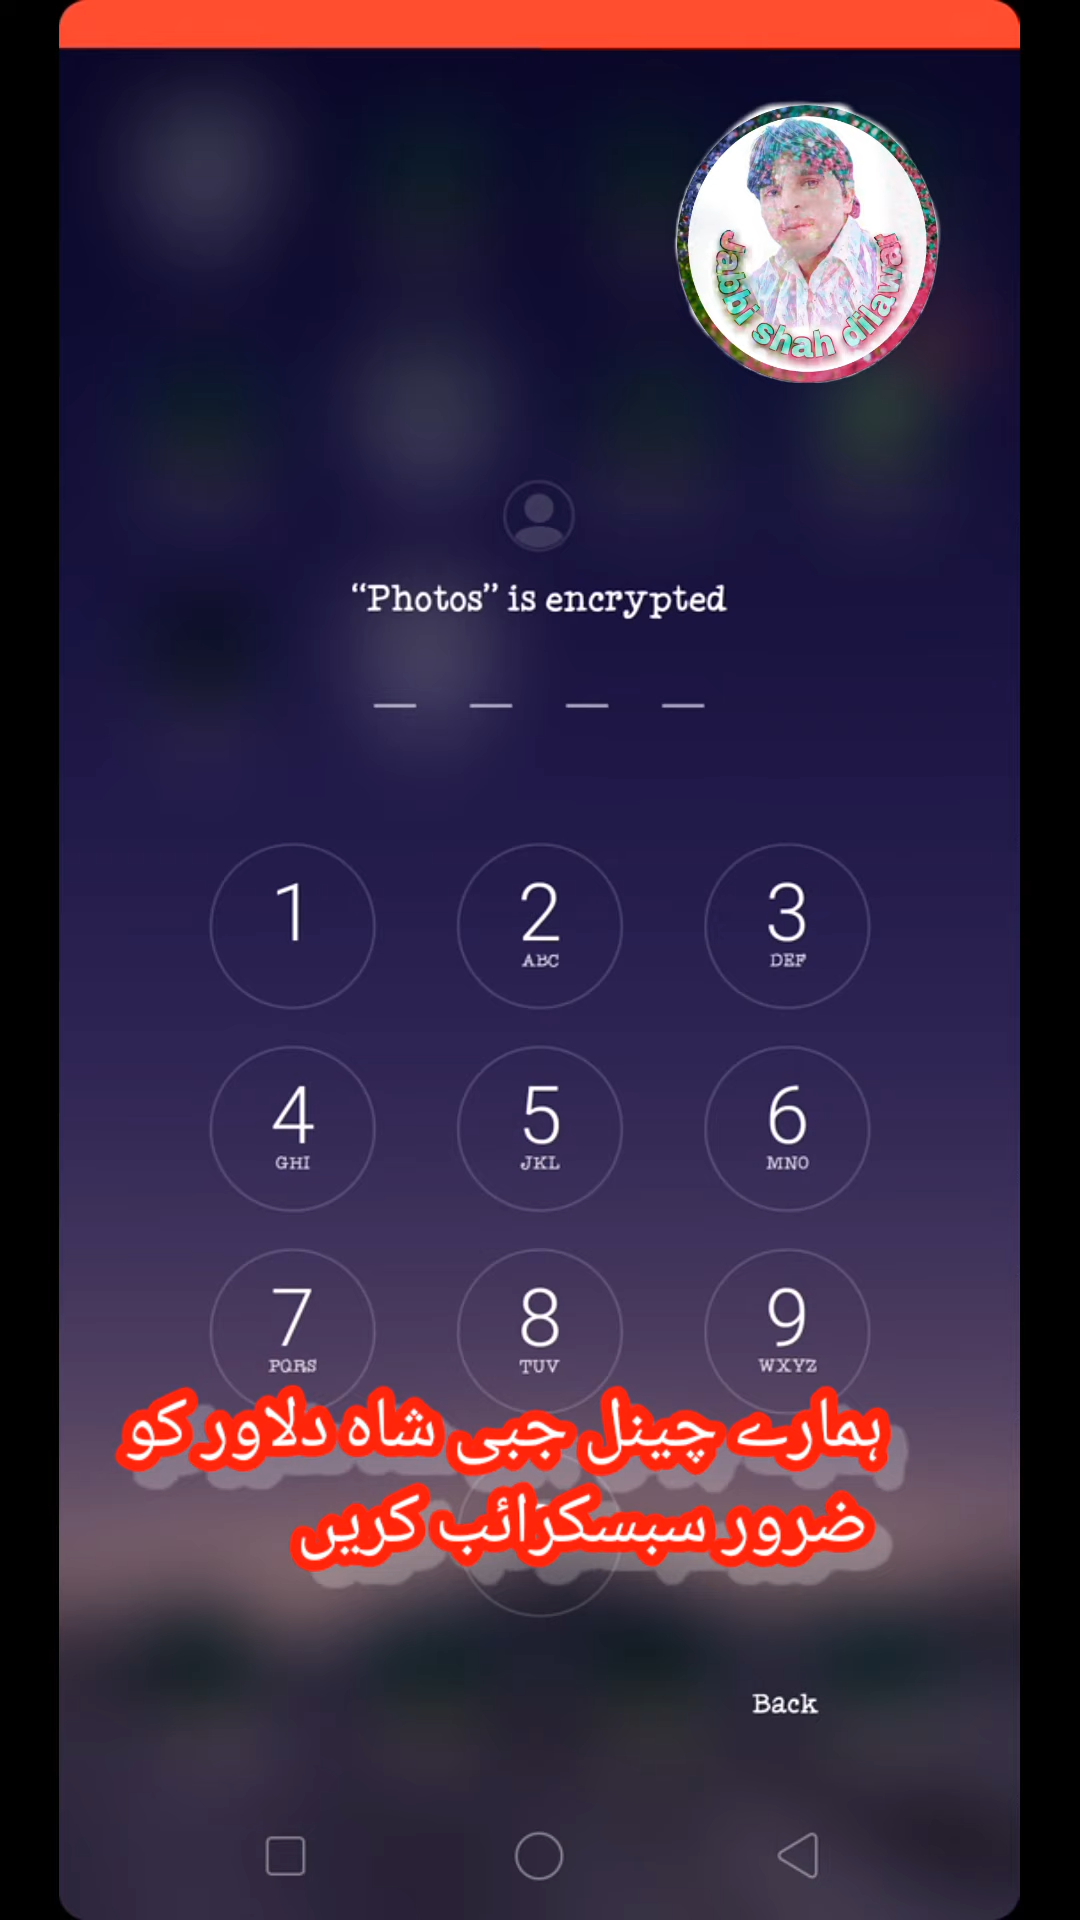 Jabbi shah dilawar
“Photos” is encrypted
1
2
ABC
3
DEF
4
GHI
5
JKL
6
MNO
7
PQRS
8
TUV
9
WXYZ
ہمارے چینل جبی شاہ دلاور کو
ضرور سبسکرائب کریں
Back